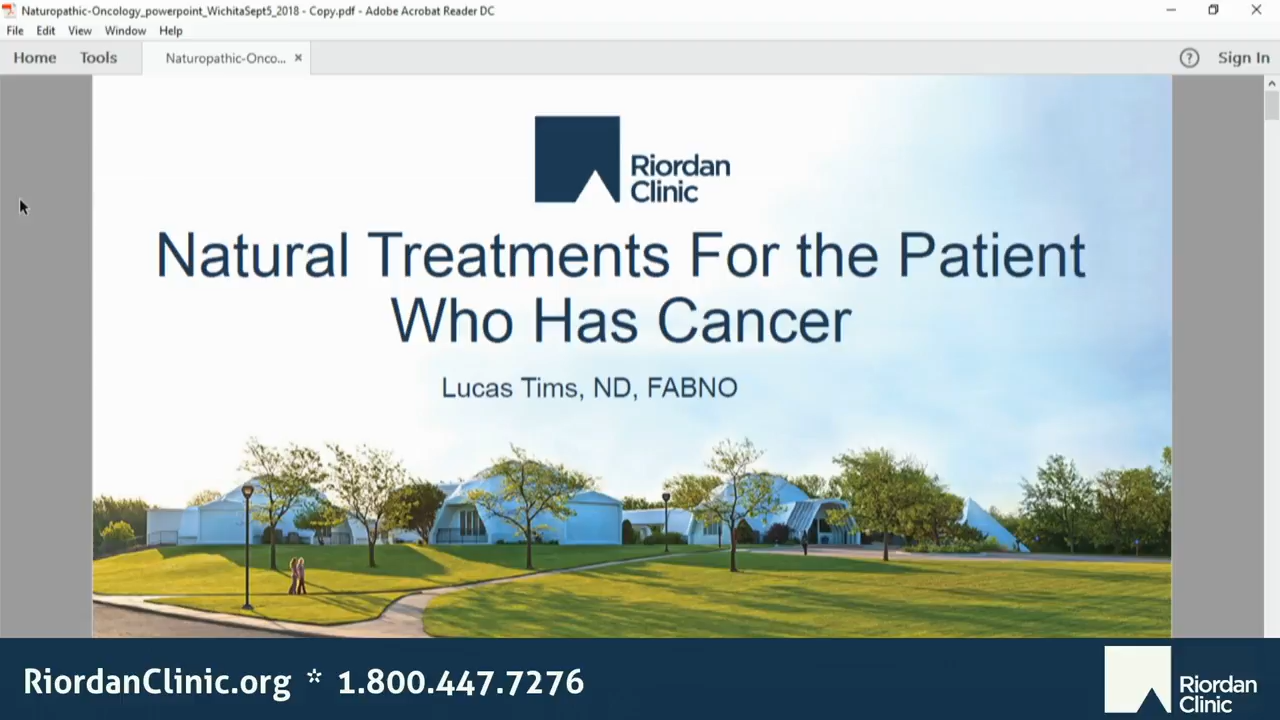 Naturopathic-Oncology_powerpoint_WichitaSept5_2018 - Copy.pdf - Adobe Acrobat Reader DC
File Edit View Window Help
Home Tools Naturopathic-Onco... × ? Sign In
Riordan
Clinic
Natural Treatments For the Patient
Who Has Cancer
Lucas Tims, ND, FABNO
RiordanClinic.org * 1.800.447.7276
Riordan
Clinic